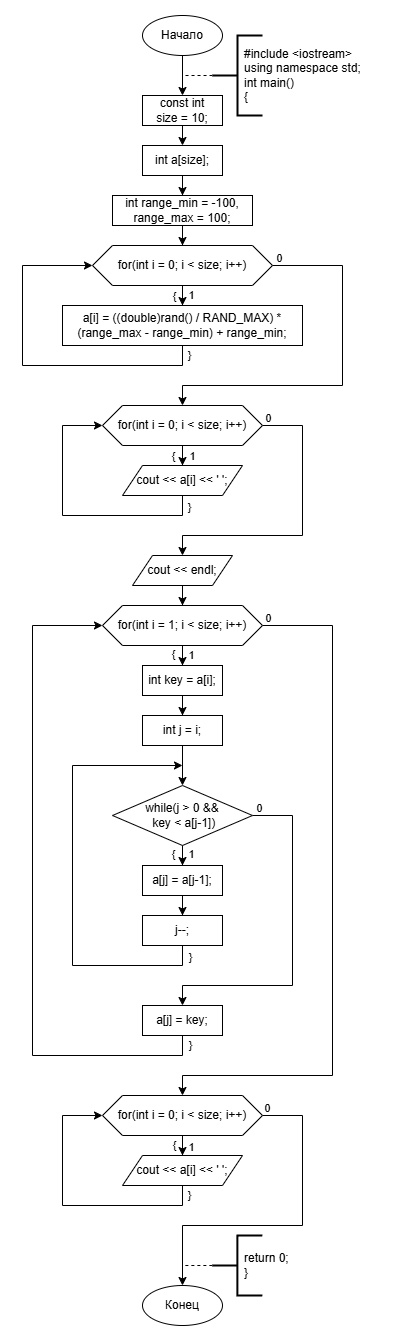 Начало
#include <iostream>
using namespace std;
int main()
{
const int
size = 10;
int a[size];
int range_min = -100,
range_max = 100;
for(int i = 0; i < size; i++)
0
{ 1
a[i] = ((double)rand() / RAND_MAX) *
(range_max - range_min) + range_min;
}
for(int i = 0; i < size; i++)
0
{ 1
cout << a[i] << ' ';
}
cout << endl;
for(int i = 1; i < size; i++)
0
{ 1
int key = a[i];
int j = i;
while(j > 0 &&
key < a[j-1])
0
{ 1
a[j] = a[j-1];
j--;
}
a[j] = key;
}
for(int i = 0; i < size; i++)
0
{ 1
cout << a[i] << ' ';
}
return 0;
}
Конец